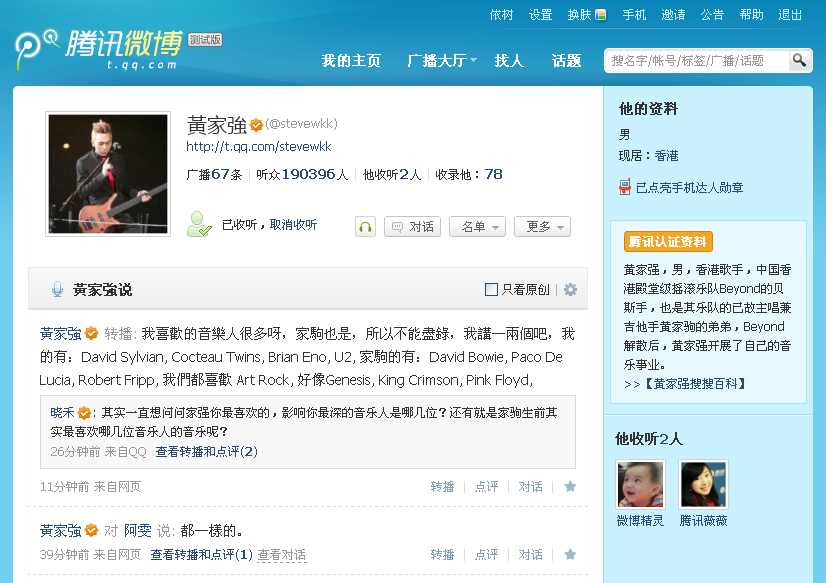 依树 设置 换肤 手机 邀请 公告 帮助 退出
腾讯微博 测试版
t.qq.com
我的主页 广播大厅 找人 话题 搜名字/帐号/标签/广播/话题
黃家強 (@stevewkk)
http://t.qq.com/stevewkk
广播67条 | 听众190396人 | 他收听2人 | 收录他：78
已收听，取消收听 对话 名单 更多
黃家強说 只看原创
黃家強 转播: 我喜歡的音樂人很多呀，家駒也是，所以不能盡錄，我講一兩個吧，我
的有：David Sylvian, Cocteau Twins, Brian Eno, U2, 家駒的有：David Bowie, Paco De
Lucia, Robert Fripp, 我們都喜歡 Art Rock, 好像Genesis, King Crimson, Pink Floyd,
晓禾: 其实一直想问问家强你最喜欢的，影响你最深的音乐人是哪几位？还有就是家驹生前其
实最喜欢哪几位音乐人的音乐呢？
26分钟前 来自QQ 查看转播和点评(2)
11分钟前 来自网页 转播 | 点评 | 对话
黃家強 对 阿雯 说: 都一樣的。
39分钟前 来自网页 查看转播和点评(1) 查看对话 转播 | 点评 | 对话
他的资料
男
现居：香港
已点亮手机达人勋章
腾讯认证资料
黄家强，男，香港歌手，中国香
港殿堂级摇滚乐队Beyond的贝
斯手，也是其乐队的已故主唱兼
吉他手黄家驹的弟弟，Beyond
解散后，黄家强开展了自己的音
乐事业。
>>【黄家强搜搜百科】
他收听2人
微博精灵 腾讯薇薇